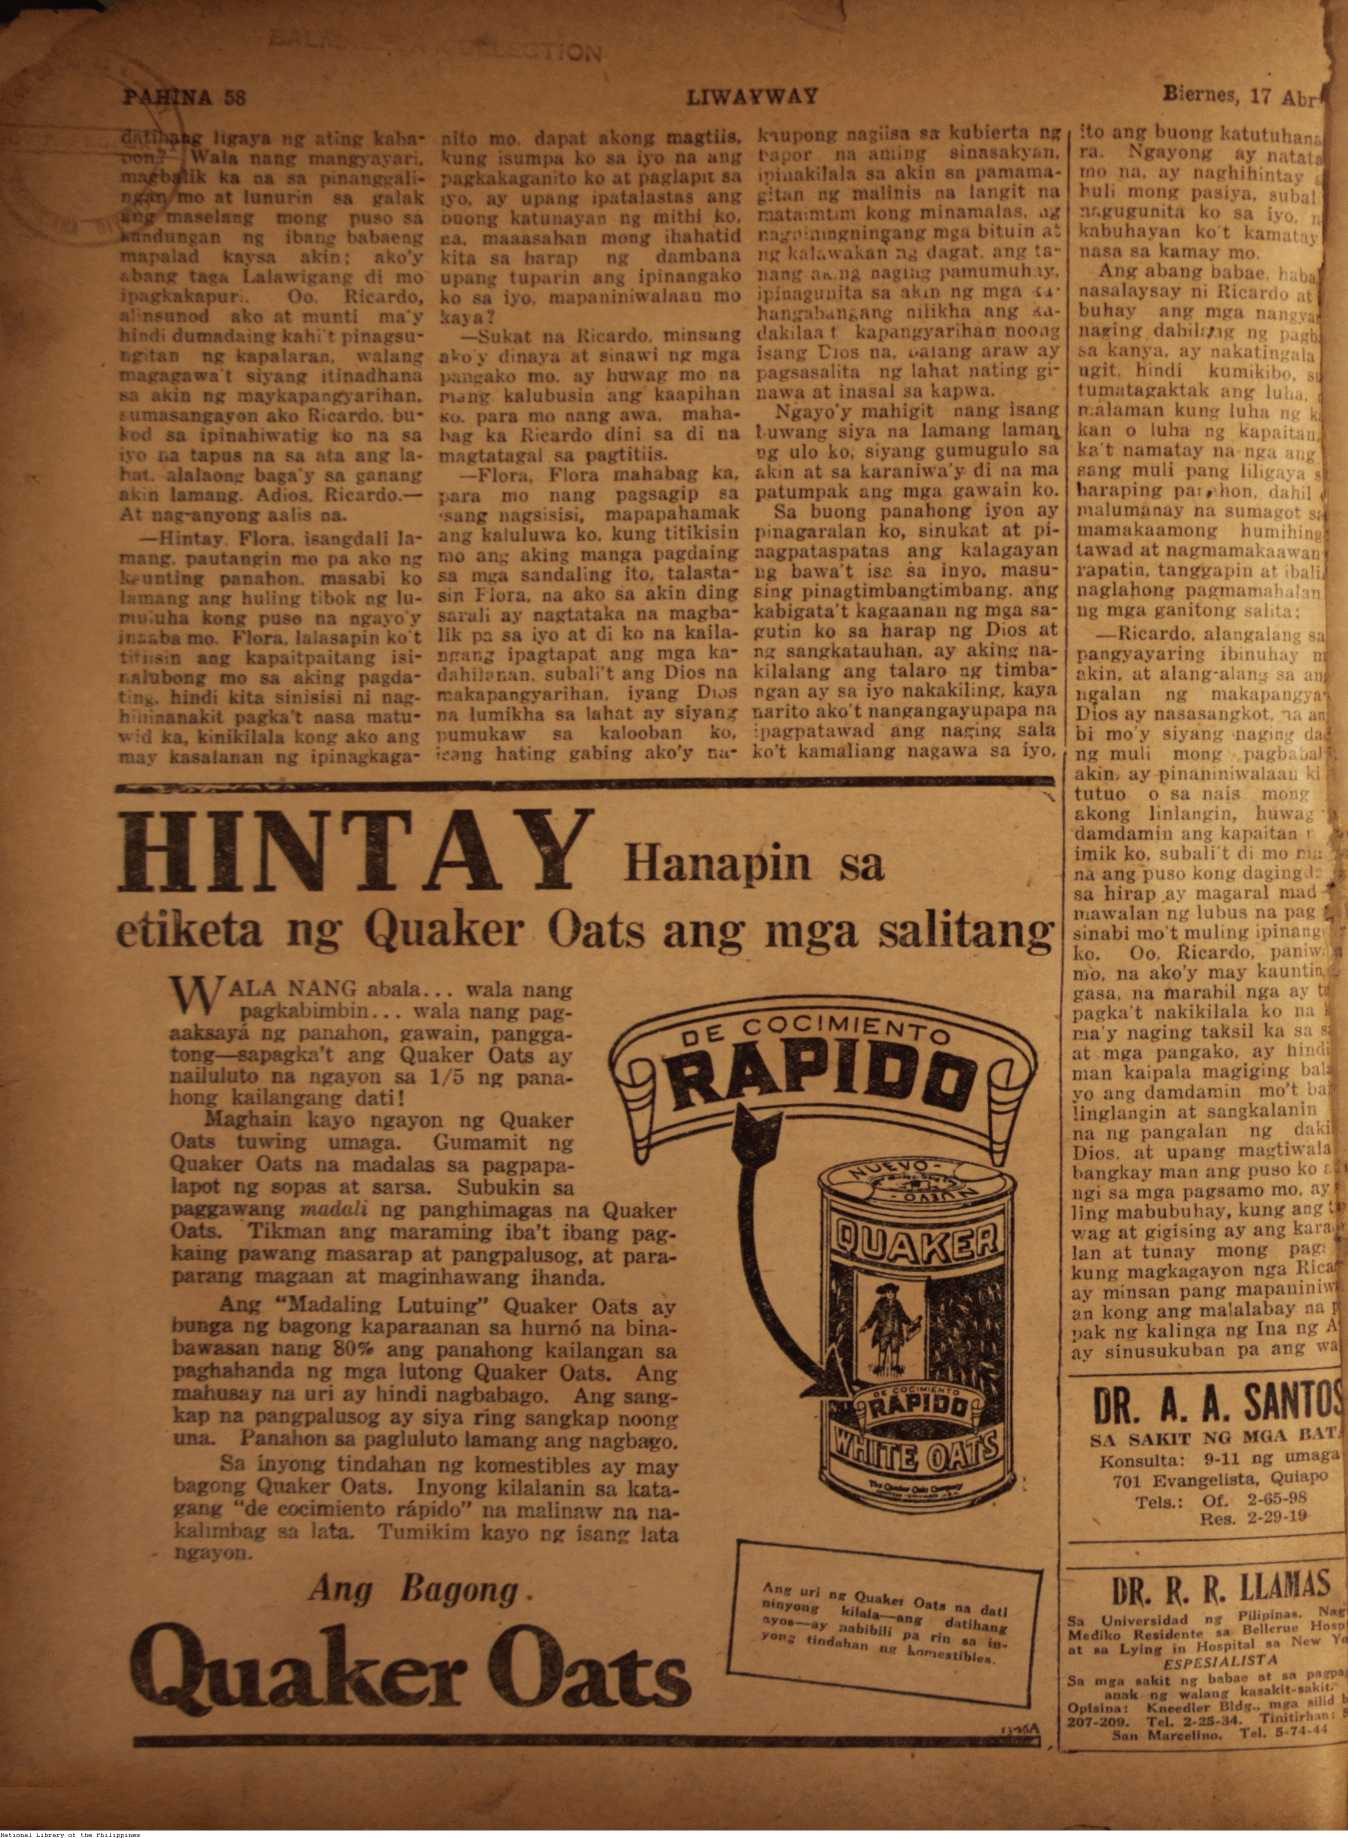 PAHINA 58
LIWAYWAY
Biernes, 17 Abr
datihang ligaya ng ating kaha-
pon?— Wala nang mangyayari,
magbalik ka na sa pinanggali-
ngan mo at lunurin sa galak
ang maselang mong puso sa
kandungan ng ibang babaeng
mapalad kaysa akin; ako'y
abang taga Lalawigang di mo
ipagkakapuri. Oo, Ricardo,
alinsunod ako at munti ma'y
hindi dumadaing kahi't pinagsu-
ngitan ng kapalaran, walang
magagawa't siyang itinadhana
sa akin ng maykapangyarihan,
sumasangayon ako Ricardo, bu-
kod sa ipinahiwatig ko na sa
iyo na tapus na sa ata ang la-
hat, alalaong baga'y sa ganang
akin lamang. Adios, Ricardo.—
At nag-anyong aalis na.
—Hintay, Flora, isangdali la-
mang, pautangin mo pa ako ng
kaunting panahon, masabi ko
lamang ang huling tibok ng lu-
muluha kong puso na ngayo'y
inaaba mo. Flora, lalasapin ko't
titiisin ang kapaitpaitang isi-
nalubong mo sa aking pagda-
ting, hindi kita sinisisi ni nag-
hihinanakit pagka't nasa matu-
wid ka, kinikilala kong ako ang
may kasalanan ng ipinagkaga-
nito mo, dapat akong magtiis,
kung isumpa ko sa iyo na ang
pagkakaganito ko at paglapit sa
iyo, ay upang ipatalastas ang
buong katunayan ng mithi ko,
na, maaasahan mong ihahatid
kita sa harap ng dambana
upang tuparin ang ipinangako
ko sa iyo, mapaniniwalaan mo
kaya?
—Sukat na Ricardo, minsang
ako'y dinaya at sinawi ng mga
pangako mo, ay huwag mo na
mang kalubusin ang kaapihan
ko, para mo nang awa, maha-
bag ka Ricardo dini sa di na
magtatagal sa pagtitiis.
—Flora, Flora mahabag ka,
para mo nang pagsagip sa
isang nagsisisi, mapapahamak
ang kaluluwa ko, kung titikisin
mo ang aking manga pagdaing
sa mga sandaling ito, talasta-
sin Flora, na ako sa akin ding
sarili ay nagtataka na magba-
lik pa sa iyo at di ko na kaila-
ngang ipagtapat ang mga ka-
dahilanan, subali't ang Dios na
makapangyarihan, iyang Dios
na lumikha sa lahat ay siyang
pumukaw sa kalooban ko,
isang hating gabing ako'y na-
kaupong nagiisa sa kubierta ng
bapor na aming sinasakyan,
ipinakilala sa akin sa pamama-
gitan ng malinis na langit na
mataimtim kong minamalas, ng
nagniningningang mga bituin at
ng kalawakan ng dagat, ang ta-
nang aking naging pamumuhay,
ipinagunita sa akin ng mga ka-
hangabangang nilikha ang ka-
dakilaa't kapangyarihan noong
isang Dios na, balang araw ay
pagsasalita ng lahat nating gi-
nawa at inasal sa kapwa.
Ngayo'y mahigit nang isang
buwang siya na lamang laman
ng ulo ko, siyang gumugulo sa
akin at sa karaniwa'y di na ma
patumpak ang mga gawain ko.
Sa buong panahong iyon ay
pinagaralan ko, sinukat at pi-
nagpataspatas ang kalagayan
ng bawa't isa sa inyo, masu-
sing pinagtimbangtimbang, ang
kabigata't kagaanan ng mga sa-
gutin ko sa harap ng Dios at
ng sangkatauhan, ay aking na-
kilalang ang talaro ng timba-
ngan ay sa iyo nakakiling, kaya
narito ako't nangangayupapa na
ipagpatawad ang naging sala
ko't kamaliang nagawa sa iyo,
ito ang buong katutuhana
ra. Ngayong ay natata
mo na, ay naghihintay
huli mong pasiya, subal
nagugunita ko sa iyo,
kabuhayan ko't kamatay
nasa sa kamay mo.
Ang abang babae, haba
nasalaysay ni Ricardo at
buhay ang mga nangya
naging dahilang ng pagb
sa kanya, ay nakatingala
ugit, hindi kumikibo, su
tumatagaktak ang luha,
malaman kung luha ng k
kan o luha ng kapaitan,
ka't namatay na nga ang
sang muli pang liligaya s
haraping panahon, dahil
malumanay na sumagot sa
mamakaamong humihing
tawad at nagmamakaawan
rapatin, tanggapin at ibali
naglahong pagmamahalan
ng mga ganitong salita:
—Ricardo, alangalang sa
pangyayaring ibinuhay m
akin, at alang-alang sa an
ngalan ng makapangya
Dios ay nasasangkot, na an
bi mo'y siyang naging da
ng muli mong pagbabal
akin, ay pinaniniwalaan ki
tutuo o sa nais mong
akong linlangin, huwag
damdamin ang kapaitan
imik ko, subali't di mo
na ang puso kong daging
sa hirap ay magaral mad
mawalan ng lubus na pag
sinabi mo't muling ipinang
ko. Oo, Ricardo, paniw
mo, na ako'y may kauntin
gasa, na marahil nga ay t
pagka't nakikilala ko na
ma'y naging taksil ka sa s
at mga pangako, ay hindi
man kaipala magiging bal
yo ang damdamin mo't ba
linglangin at sangkalanin
na ng pangalan ng daki
Dios, at upang magtiwala
bangkay man ang puso ko
ngi sa mga pagsamo mo, ay
ling mabubuhay, kung ang
wag at gigising ay ang kara
lan at tunay mong pag
kung magkagayon nga Rica
ay minsan pang mapaniniw
an kong ang malalabay na p
pak ng kalinga ng Ina ng A
ay sinusukuban pa ang wa
HINTAY Hanapin sa
etiketa ng Quaker Oats ang mga salitang
WALA NANG abala... wala nang
pagkabimbin... wala nang pag-
aaksayá ng panahon, gawain, pangga-
tong—sapagka't ang Quaker Oats ay
nailuluto na ngayon sa 1/5 ng pana-
hong kailangang dati!
Maghain kayo ngayon ng Quaker
Oats tuwing umaga. Gumamit ng
Quaker Oats na madalas sa pagpapa-
lapot ng sopas at sarsa. Subukin sa
paggawang madali ng panghimagas na Quaker
Oats. Tikman ang maraming iba't ibang pag-
kaing pawang masarap at pangpalusog, at para-
parang magaan at maginhawang ihanda.
Ang “Madaling Lutuing” Quaker Oats ay
bunga ng bagong kaparaanan sa hurnó na bina-
bawasan nang 80% ang panahong kailangan sa
paghahanda ng mga lutong Quaker Oats. Ang
mahusay na uri ay hindi nagbabago. Ang sang-
kap na pangpalusog ay siya ring sangkap noong
una. Panahon sa pagluluto lamang ang nagbago.
Sa inyong tindahan ng komestibles ay may
bagong Quaker Oats. Inyong kilalanin sa kata-
gang “de cocimiento rápido” na malinaw na na-
kalimbag sa lata. Tumikim kayo ng isang lata
ngayon.
Ang Bagong
Quaker Oats
DE COCIMIENTO
RAPIDO
NUEVO
NUEVO
QUAKER
DE COCIMIENTO
RAPIDO
WHITE OATS
The Quaker Oats Company
Ang uri ng Quaker Oats na dati
ninyong kilala—ang datihang
ayos—ay nabibili pa rin sa in-
yong tindahan ng komestibles.
13-26A
DR. A. A. SANTOS
SA SAKIT NG MGA BATA
Konsulta: 9-11 ng umaga
701 Evangelista, Quiapo
Tels.: Of. 2-65-98
Res. 2-29-19
DR. R. R. LLAMAS
Sa Universidad ng Pilipinas. Nag
Mediko Residente sa Bellerue Hosp
at sa Lying in Hospital sa New Yo
ESPESIALISTA
Sa mga sakit ng babae at sa pagpa
anak ng walang kasakit-sakit.
Opisina: Kneedler Bldg., mga silid
207-209. Tel. 2-25-34. Tinitirhan:
San Marcelino. Tel. 5-74-44
National Library of the Philippines